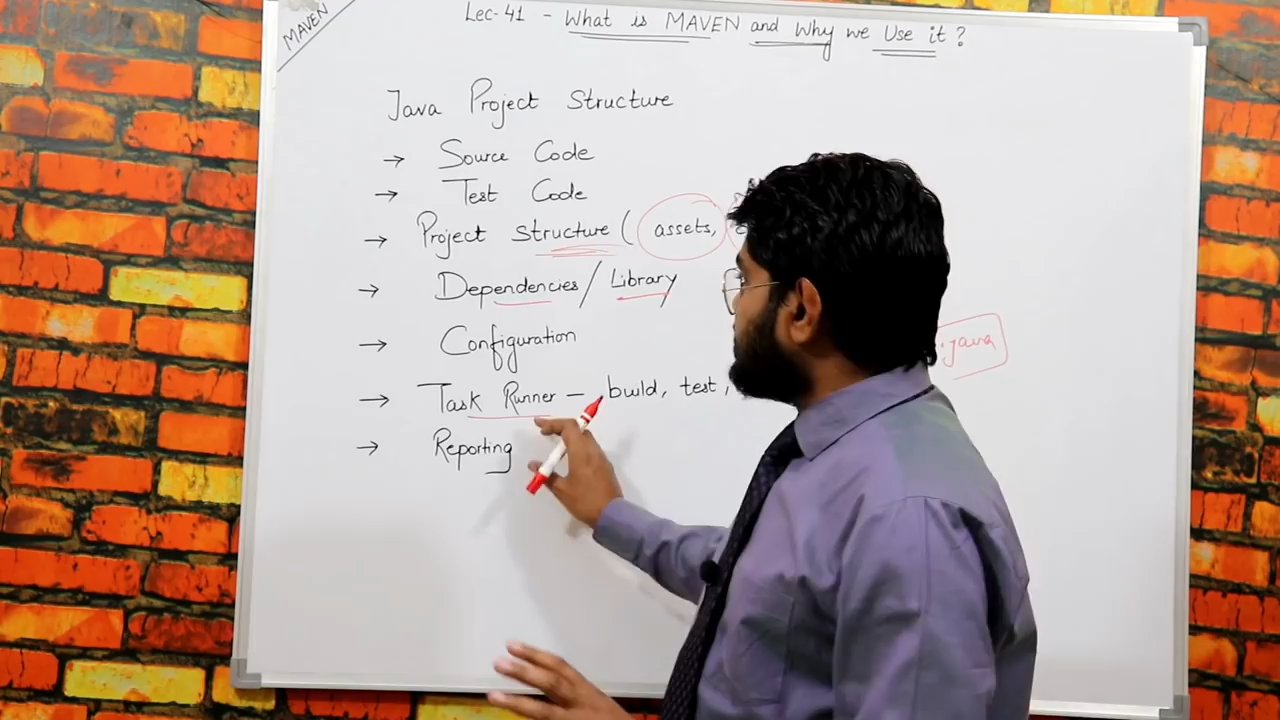 MAVEN
Lec-41 - What is MAVEN and Why we Use it?
Java Project Structure
→ Source Code
→ Test Code
→ Project Structure ( assets,
→ Dependencies / Library
→ Configuration
.java
→ Task Runner - build, test,
→ Reporting